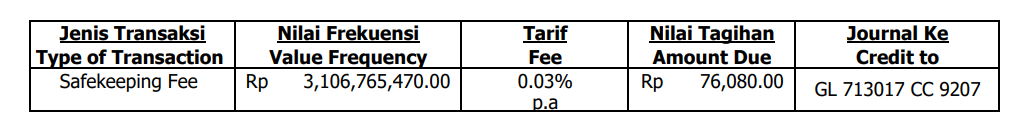 Jenis Transaksi Nilai Frekuensi Tarif Nilai Tagihan Journal Ke
Type of Transaction Value Frequency Fee Amount Due Credit to
Safekeeping Fee Rp 3,106,765,470.00 0.03% Rp 76,080.00 GL 713017 CC 9207
p.a